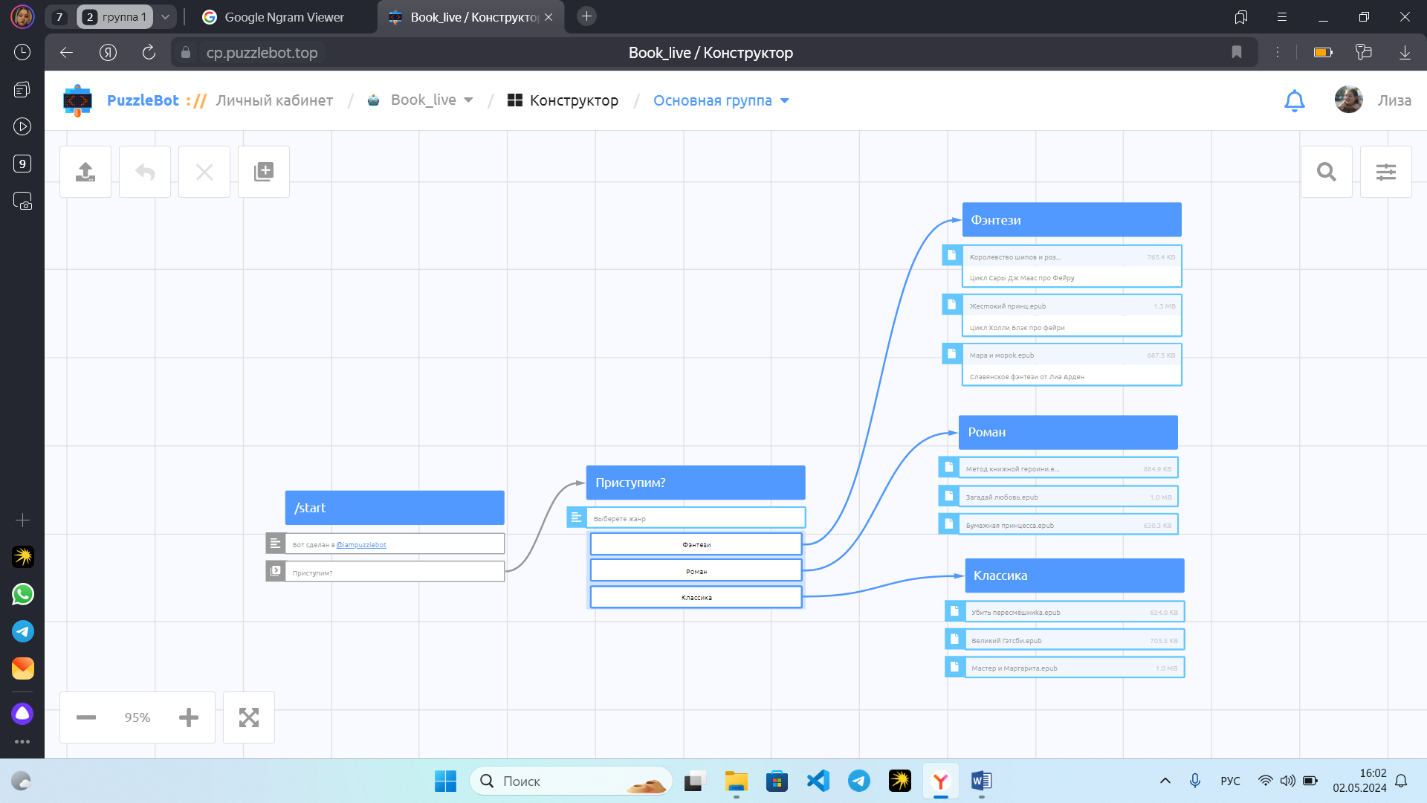 7
2 группа 1
Google Ngram Viewer
Book_live / Конструктор
cp.puzzlebot.top
Book_live / Конструктор
PuzzleBot :// Личный кабинет / Book_live / Конструктор / Основная группа
Лиза
9
Фэнтези
Королевство шипов и роз... 765.4 KB
Цикл Сары Дж Маас про Фейру
Жестокий принц.epub 1.3 MB
Цикл Холли Блэк про фейри
Мара и морок.epub 687.5 KB
Славянское фэнтези от Лия Арден
Роман
Метод книжной героини.e... 884.9 KB
Загадай любовь.epub 1.0 MB
Бумажная принцесса.epub 630.3 KB
Приступим?
Выберете жанр
Фэнтези
Роман
Классика
/start
Бот сделан в @iampuzzlebot
Приступим?
Классика
Убить пересмешника.epub 624.0 KB
Великий Гэтсби.epub 703.5 KB
Мастер и Маргарита.epub 1.0 MB
95%
Поиск
РУС
16:02
02.05.2024